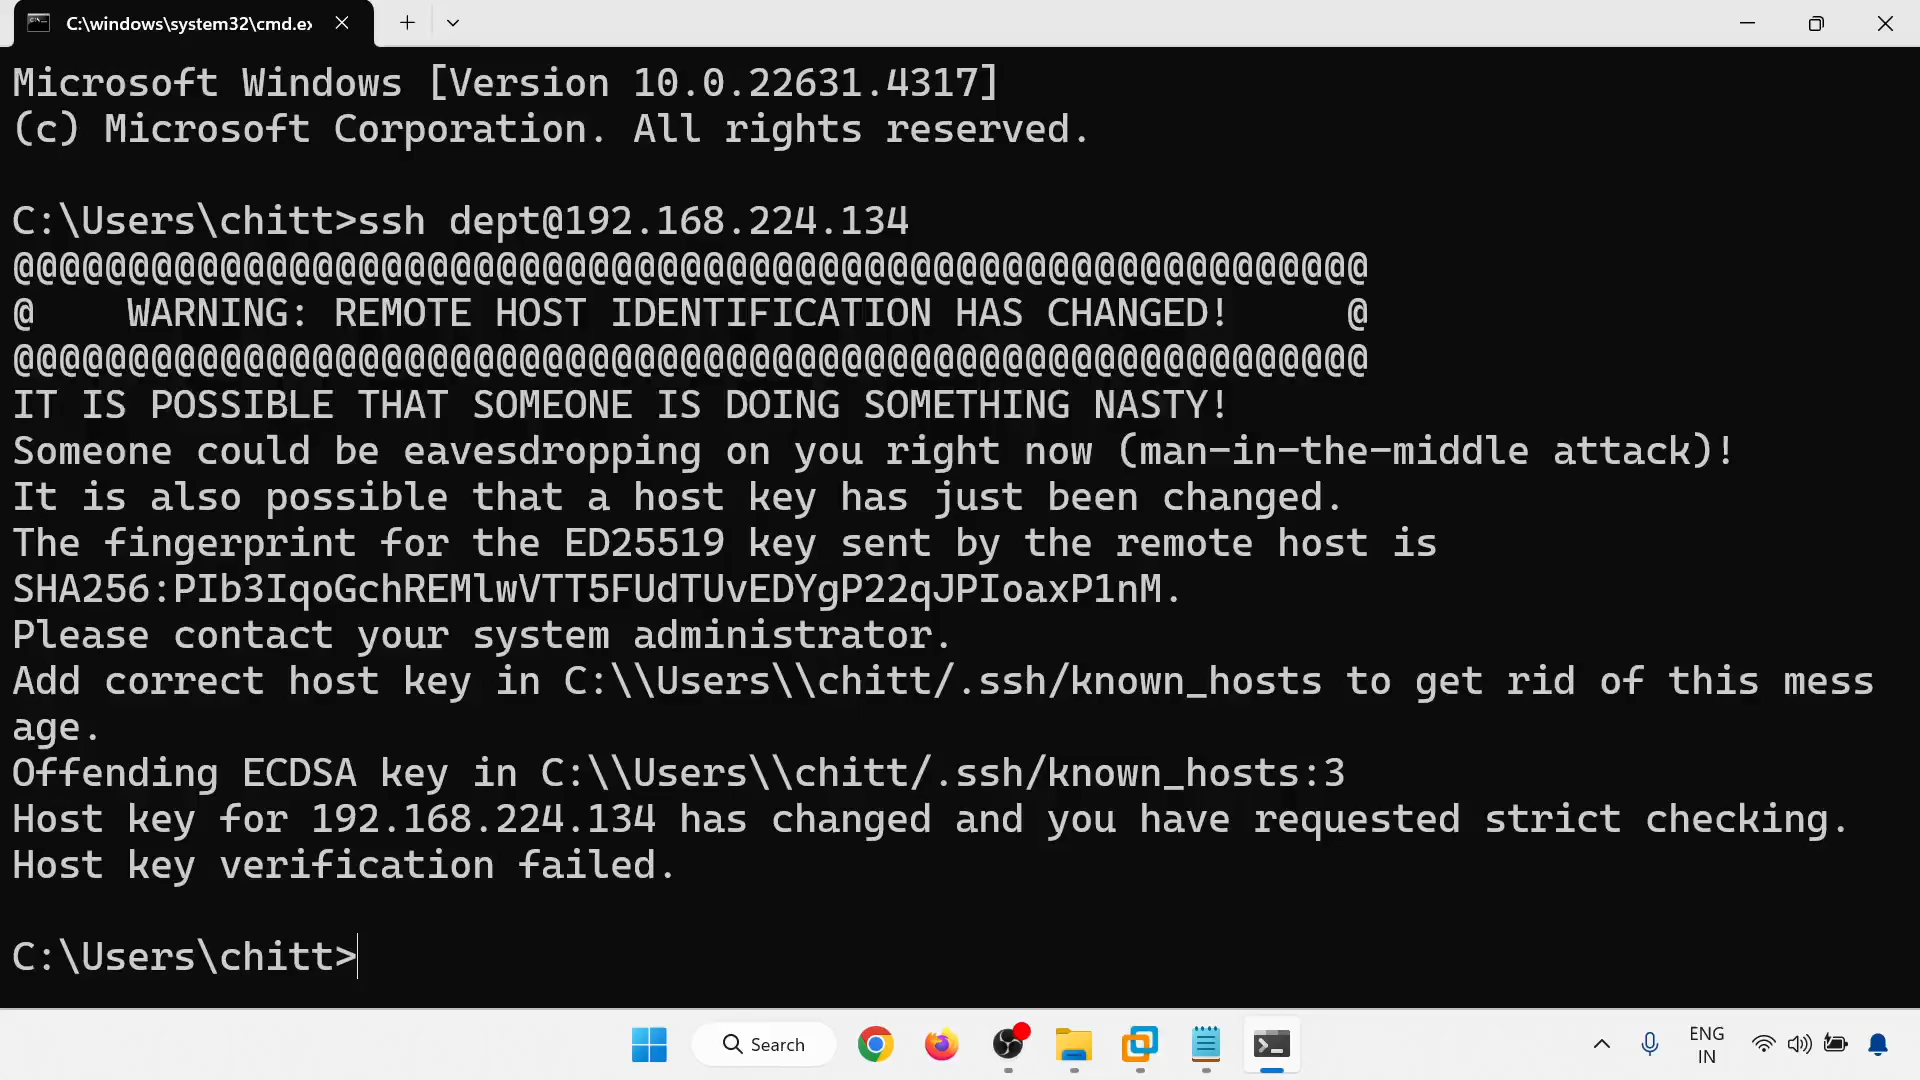 C:\windows\system32\cmd.ex
Microsoft Windows [Version 10.0.22631.4317]
(c) Microsoft Corporation. All rights reserved.
C:\Users\chitt>ssh dept@192.168.224.134
@@@@@@@@@@@@@@@@@@@@@@@@@@@@@@@@@@@@@@@@@@@@@@@@@@@@@@@@@@@
@    WARNING: REMOTE HOST IDENTIFICATION HAS CHANGED!     @
@@@@@@@@@@@@@@@@@@@@@@@@@@@@@@@@@@@@@@@@@@@@@@@@@@@@@@@@@@@
IT IS POSSIBLE THAT SOMEONE IS DOING SOMETHING NASTY!
Someone could be eavesdropping on you right now (man-in-the-middle attack)!
It is also possible that a host key has just been changed.
The fingerprint for the ED25519 key sent by the remote host is
SHA256:PIb3IqoGchREMlwVTT5FUdTUvEDYgP22qJPIoaxP1nM.
Please contact your system administrator.
Add correct host key in C:\\Users\\chitt/.ssh/known_hosts to get rid of this mess
age.
Offending ECDSA key in C:\\Users\\chitt/.ssh/known_hosts:3
Host key for 192.168.224.134 has changed and you have requested strict checking.
Host key verification failed.
C:\Users\chitt>
Search
ENG
IN